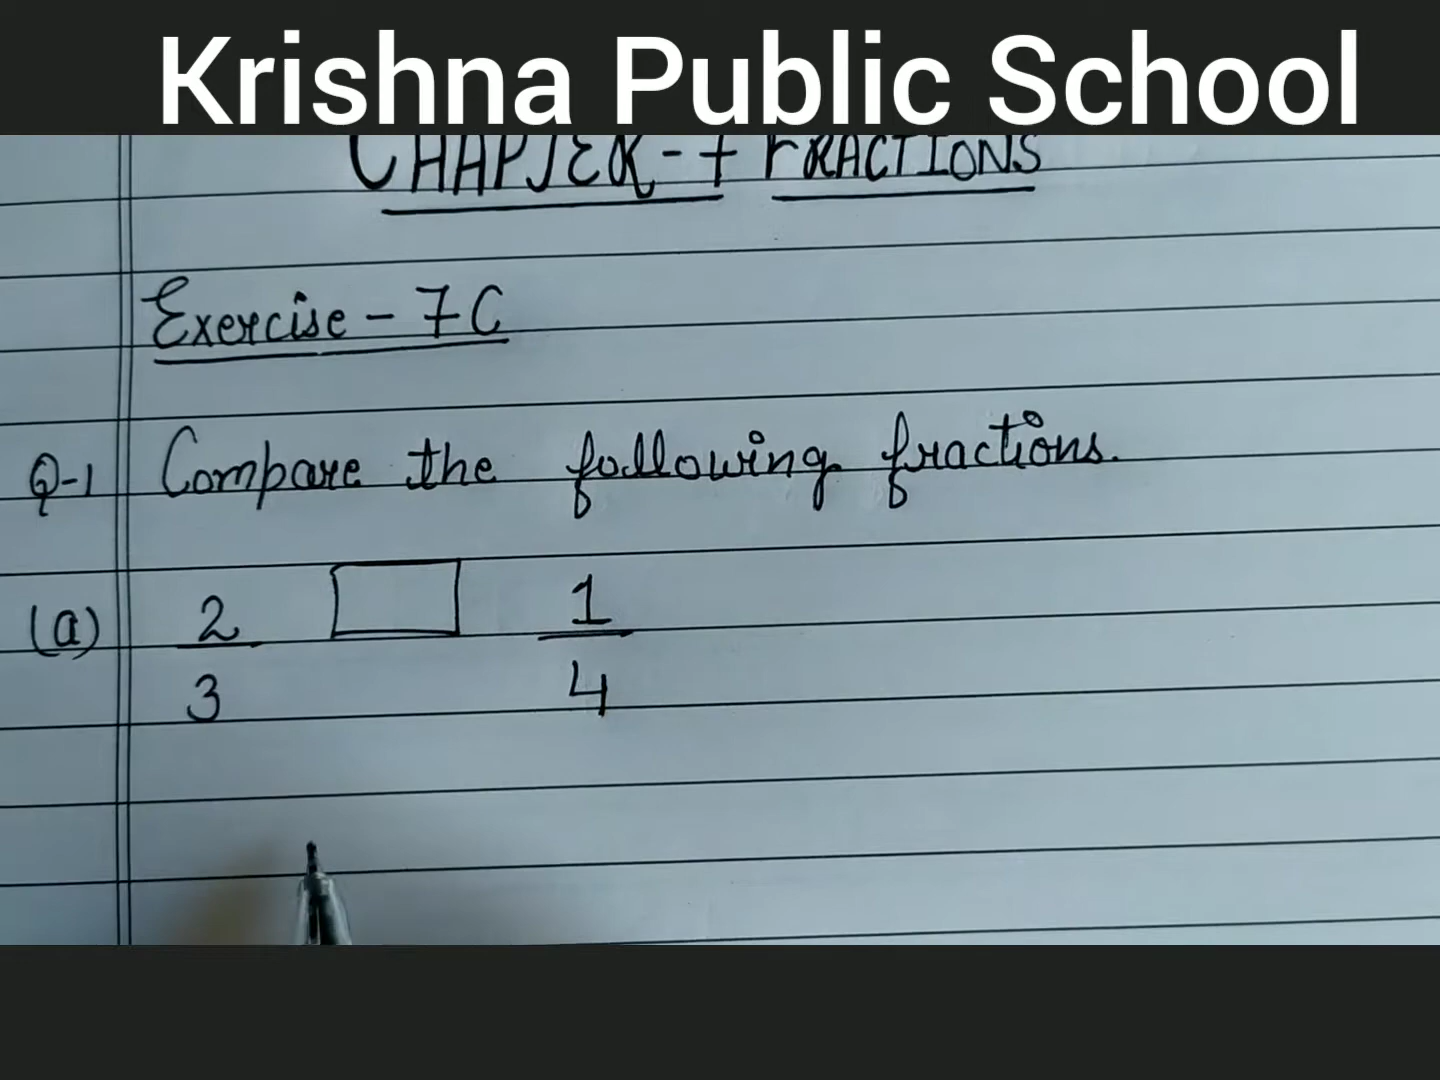 Krishna Public School
CHAPTER-7 FRACTIONS
Exercise - 7C
Q-1 Compare the following fractions.
(a) 2 1
3 4